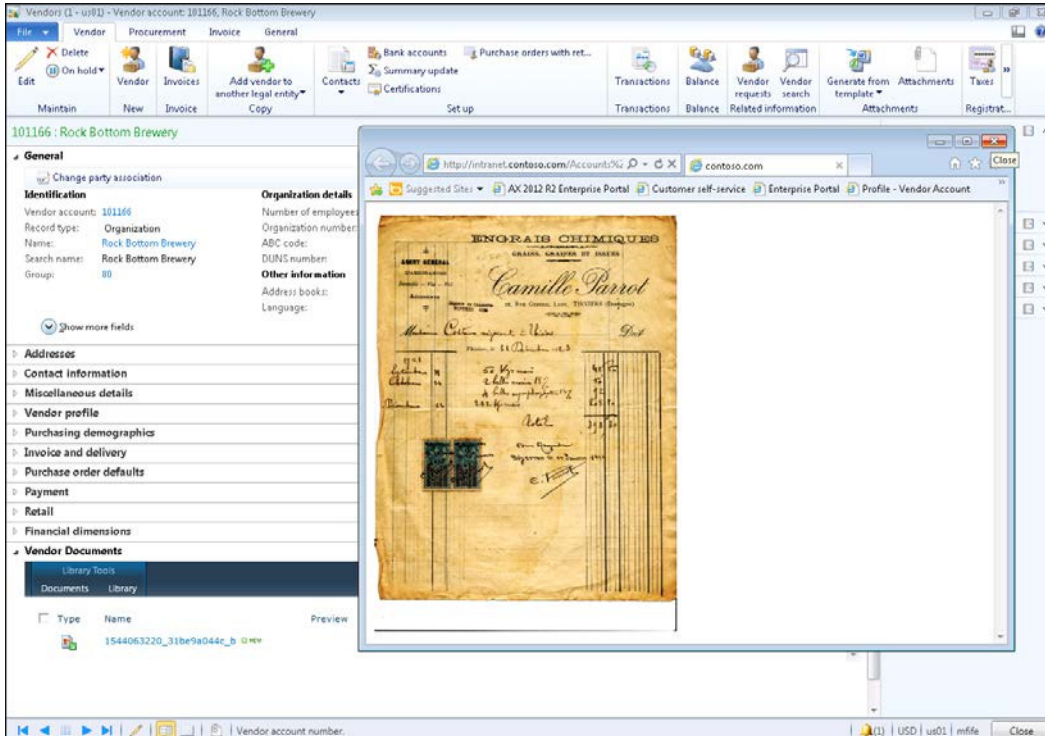 Vendors (1 - us01) - Vendor account: 101166, Rock Bottom Brewery
File Vendor Procurement Invoice General
Edit
Delete
On hold
Maintain
Vendor
New
Invoices
Invoice
Add vendor to
another legal entity
Copy
Contacts
Bank accounts
Summary update
Certifications
Purchase orders with ret...
Set up
Transactions
Transactions
Balance
Balance
Vendor
requests
Vendor
search
Related information
Generate from
template
Attachments
Attachments
Taxes
Registrat...
101166 : Rock Bottom Brewery
General
Change party association
Identification
Vendor account: 101166
Record type: Organization
Name: Rock Bottom Brewery
Search name: Rock Bottom Brewery
Group: 80
Show more fields
Organization details
Number of employees
Organization number:
ABC code:
DUNS number:
Other information
Address books:
Language:
Addresses
Contact information
Miscellaneous details
Vendor profile
Purchasing demographics
Invoice and delivery
Purchase order defaults
Payment
Retail
Financial dimensions
Vendor Documents
Library Tools
Documents Library
Type Name Preview
1544063220_31be9a044c_b NEW
Close
http://intranet.contoso.com/Accounts%2
contoso.com
Suggested Sites AX 2012 R2 Enterprise Portal Customer self-service Enterprise Portal Profile - Vendor Account
ENGRAIS CHIMIQUES
GRAINS, GRAINES ET ISSUES
AGENT GÉNÉRAL
Camille Parrot
Doit
Total
Vendor account number.
(1) USD us01 mfife Close